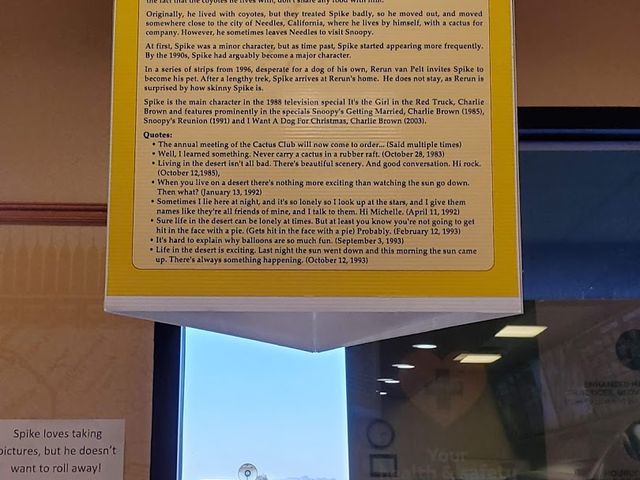 the fact that the coyotes he lives with, don't share any food with him.
Originally, he lived with coyotes, but they treated Spike badly, so he moved out, and moved
somewhere close to the city of Needles, California, where he lives by himself, with a cactus for
company. However, he sometimes leaves Needles to visit Snoopy.
At first, Spike was a minor character, but as time past, Spike started appearing more frequently.
By the 1990s, Spike had arguably become a major character.
In a series of strips from 1996, desperate for a dog of his own, Rerun van Pelt invites Spike to
become his pet. After a lengthy trek, Spike arrives at Rerun's home. He does not stay, as Rerun is
surprised by how skinny Spike is.
Spike is the main character in the 1988 television special It's the Girl in the Red Truck, Charlie
Brown and features prominently in the specials Snoopy's Getting Married, Charlie Brown (1985),
Snoopy's Reunion (1991) and I Want A Dog For Christmas, Charlie Brown (2003).
Quotes:
• The annual meeting of the Cactus Club will now come to order... (Said multiple times)
• Well, I learned something. Never carry a cactus in a rubber raft. (October 28, 1983)
• Living in the desert isn't all bad. There's beautiful scenery. And good conversation. Hi rock.
(October 12,1985),
• When you live on a desert there's nothing more exciting than watching the sun go down.
Then what? (January 13, 1992)
• Sometimes I lie here at night, and it's so lonely so I look up at the stars, and I give them
names like they're all friends of mine, and I talk to them. Hi Michelle. (April 11, 1992)
• Sure life in the desert can be lonely at times. But at least you know you're not going to get
hit in the face with a pie. (Gets hit in the face with a pie) Probably. (February 12, 1993)
• It's hard to explain why balloons are so much fun. (September 3, 1993)
• Life in the desert is exciting. Last night the sun went down and this morning the sun came
up. There's always something happening. (October 12, 1993)
Spike loves taking
pictures, but he doesn't
want to roll away!
Your
health & safety